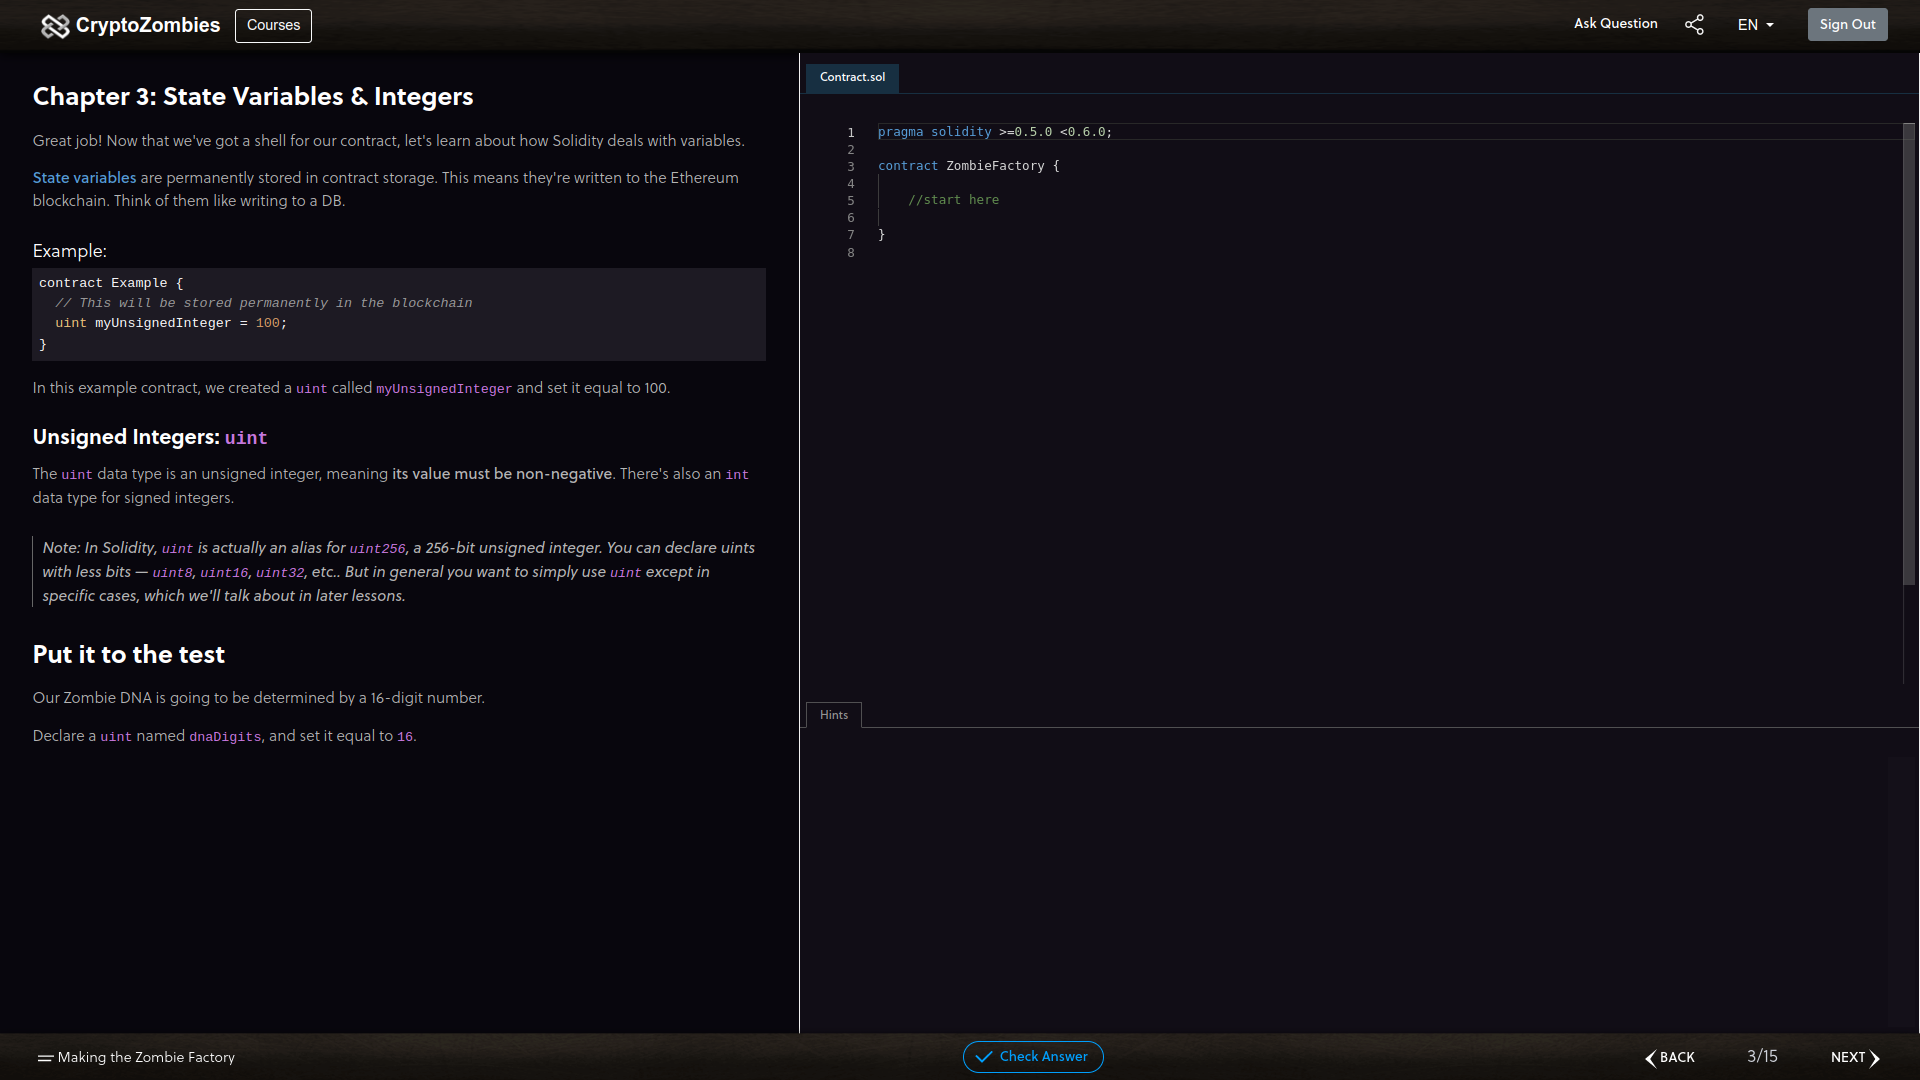 CryptoZombies Courses Ask Question EN Sign Out
Chapter 3: State Variables & Integers
Great job! Now that we've got a shell for our contract, let's learn about how Solidity deals with variables.
State variables are permanently stored in contract storage. This means they're written to the Ethereum
blockchain. Think of them like writing to a DB.
Example:
contract Example {
  // This will be stored permanently in the blockchain
  uint myUnsignedInteger = 100;
}
In this example contract, we created a uint called myUnsignedInteger and set it equal to 100.
Unsigned Integers: uint
The uint data type is an unsigned integer, meaning its value must be non-negative. There's also an int
data type for signed integers.
Note: In Solidity, uint is actually an alias for uint256, a 256-bit unsigned integer. You can declare uints
with less bits — uint8, uint16, uint32, etc.. But in general you want to simply use uint except in
specific cases, which we'll talk about in later lessons.
Put it to the test
Our Zombie DNA is going to be determined by a 16-digit number.
Declare a uint named dnaDigits, and set it equal to 16.
Contract.sol
1 pragma solidity >=0.5.0 <0.6.0;
2
3 contract ZombieFactory {
4
5     //start here
6
7 }
8
Hints
Making the Zombie Factory Check Answer BACK 3/15 NEXT